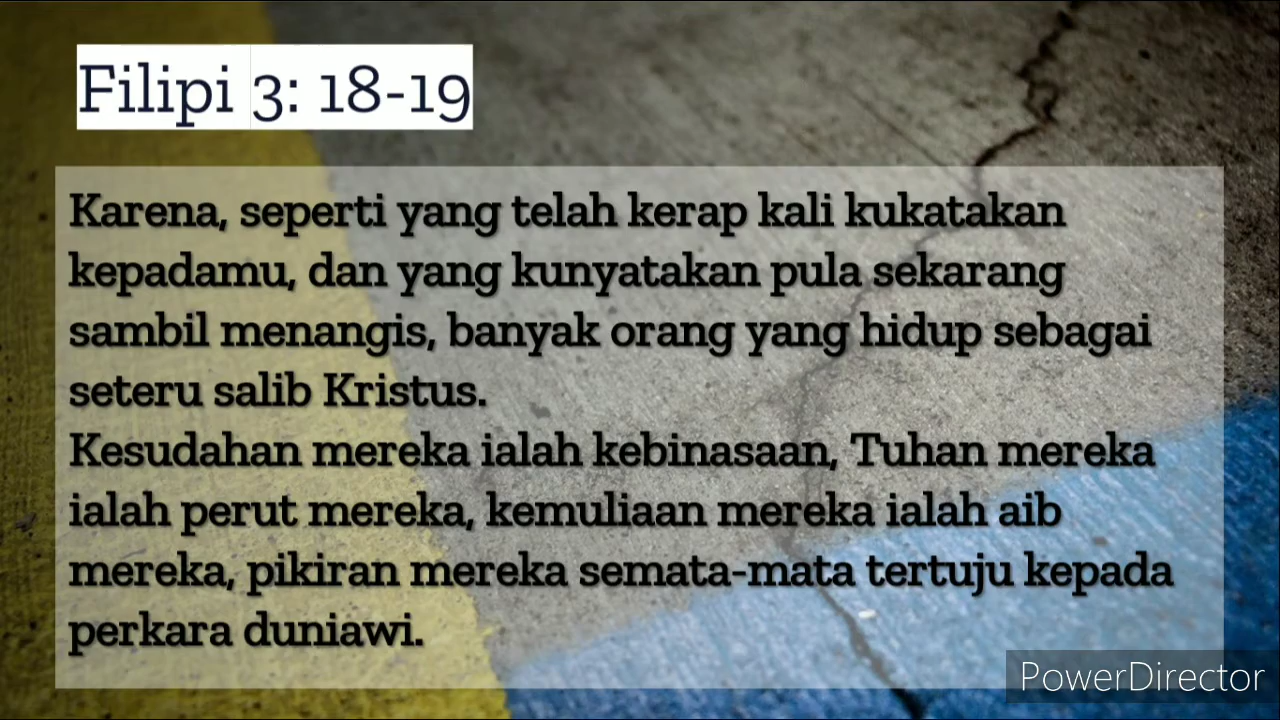 Filipi 3: 18-19
Karena, seperti yang telah kerap kali kukatakan
kepadamu, dan yang kunyatakan pula sekarang
sambil menangis, banyak orang yang hidup sebagai
seteru salib Kristus.
Kesudahan mereka ialah kebinasaan, Tuhan mereka
ialah perut mereka, kemuliaan mereka ialah aib
mereka, pikiran mereka semata-mata tertuju kepada
perkara duniawi.
PowerDirector